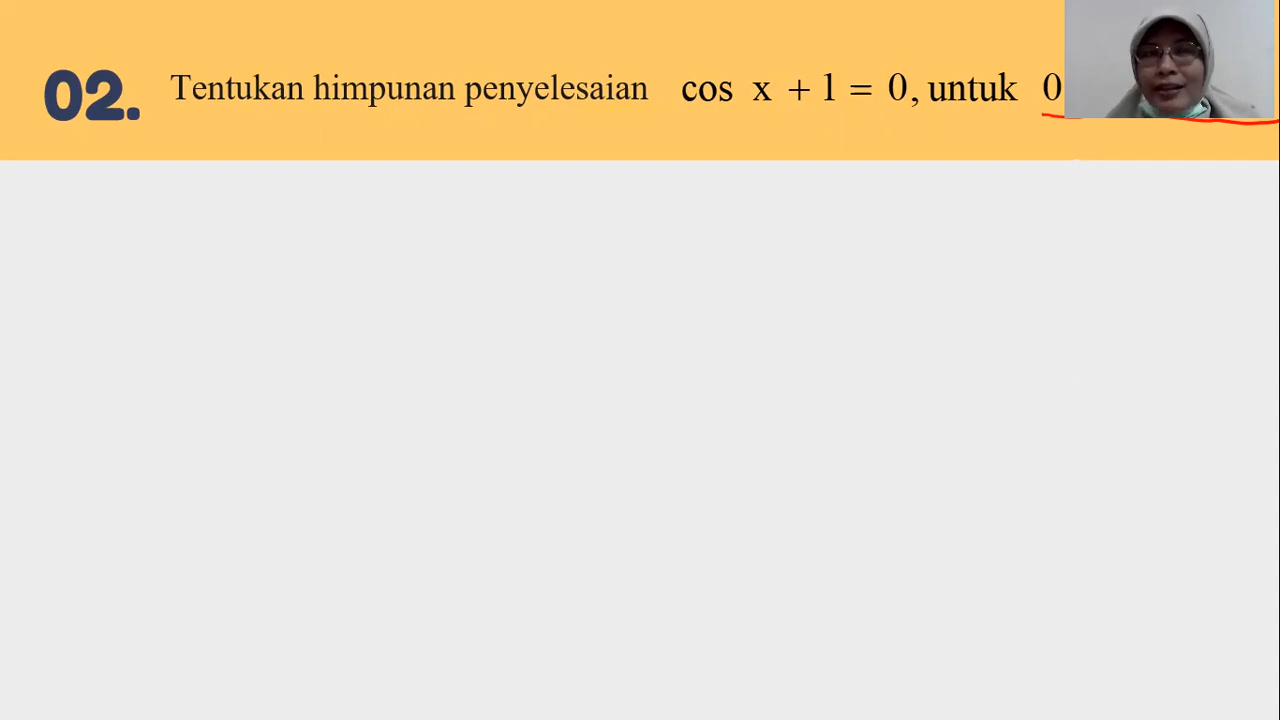 02. Tentukan himpunan penyelesaian cos x + 1 = 0, untuk 0